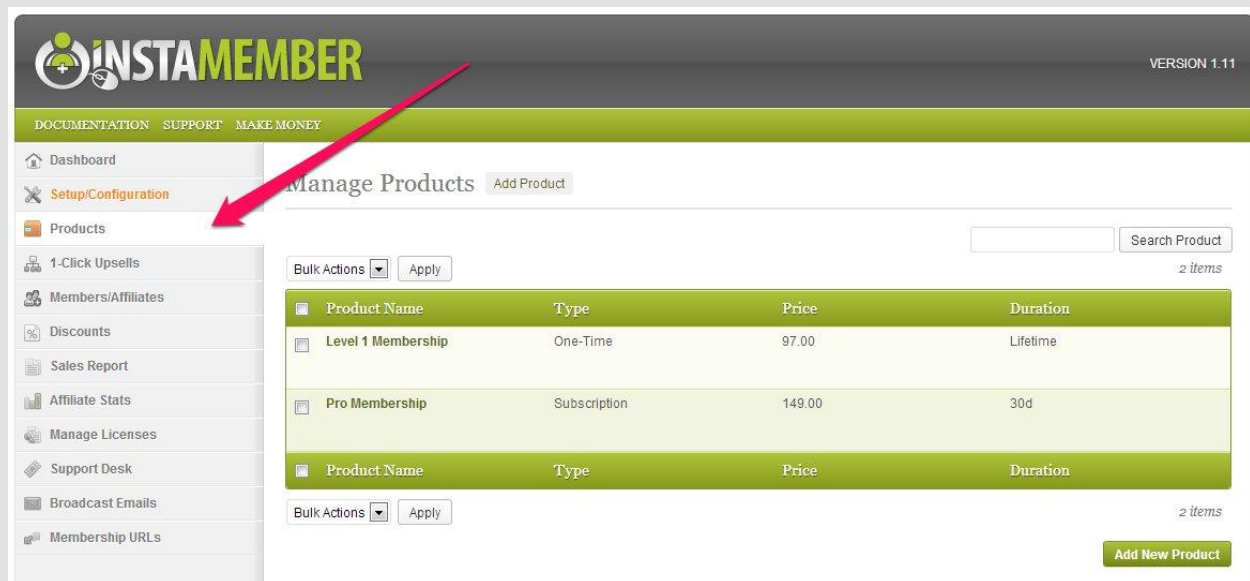 INSTAMEMBER
VERSION 1.11
DOCUMENTATION SUPPORT MAKE MONEY
Dashboard
Setup/Configuration
Products
1-Click Upsells
Members/Affiliates
Discounts
Sales Report
Affiliate Stats
Manage Licenses
Support Desk
Broadcast Emails
Membership URLs
Manage Products Add Product
Search Product
Bulk Actions Apply 2 items
Product Name Type Price Duration
Level 1 Membership One-Time 97.00 Lifetime
Pro Membership Subscription 149.00 30d
Product Name Type Price Duration
Bulk Actions Apply 2 items
Add New Product